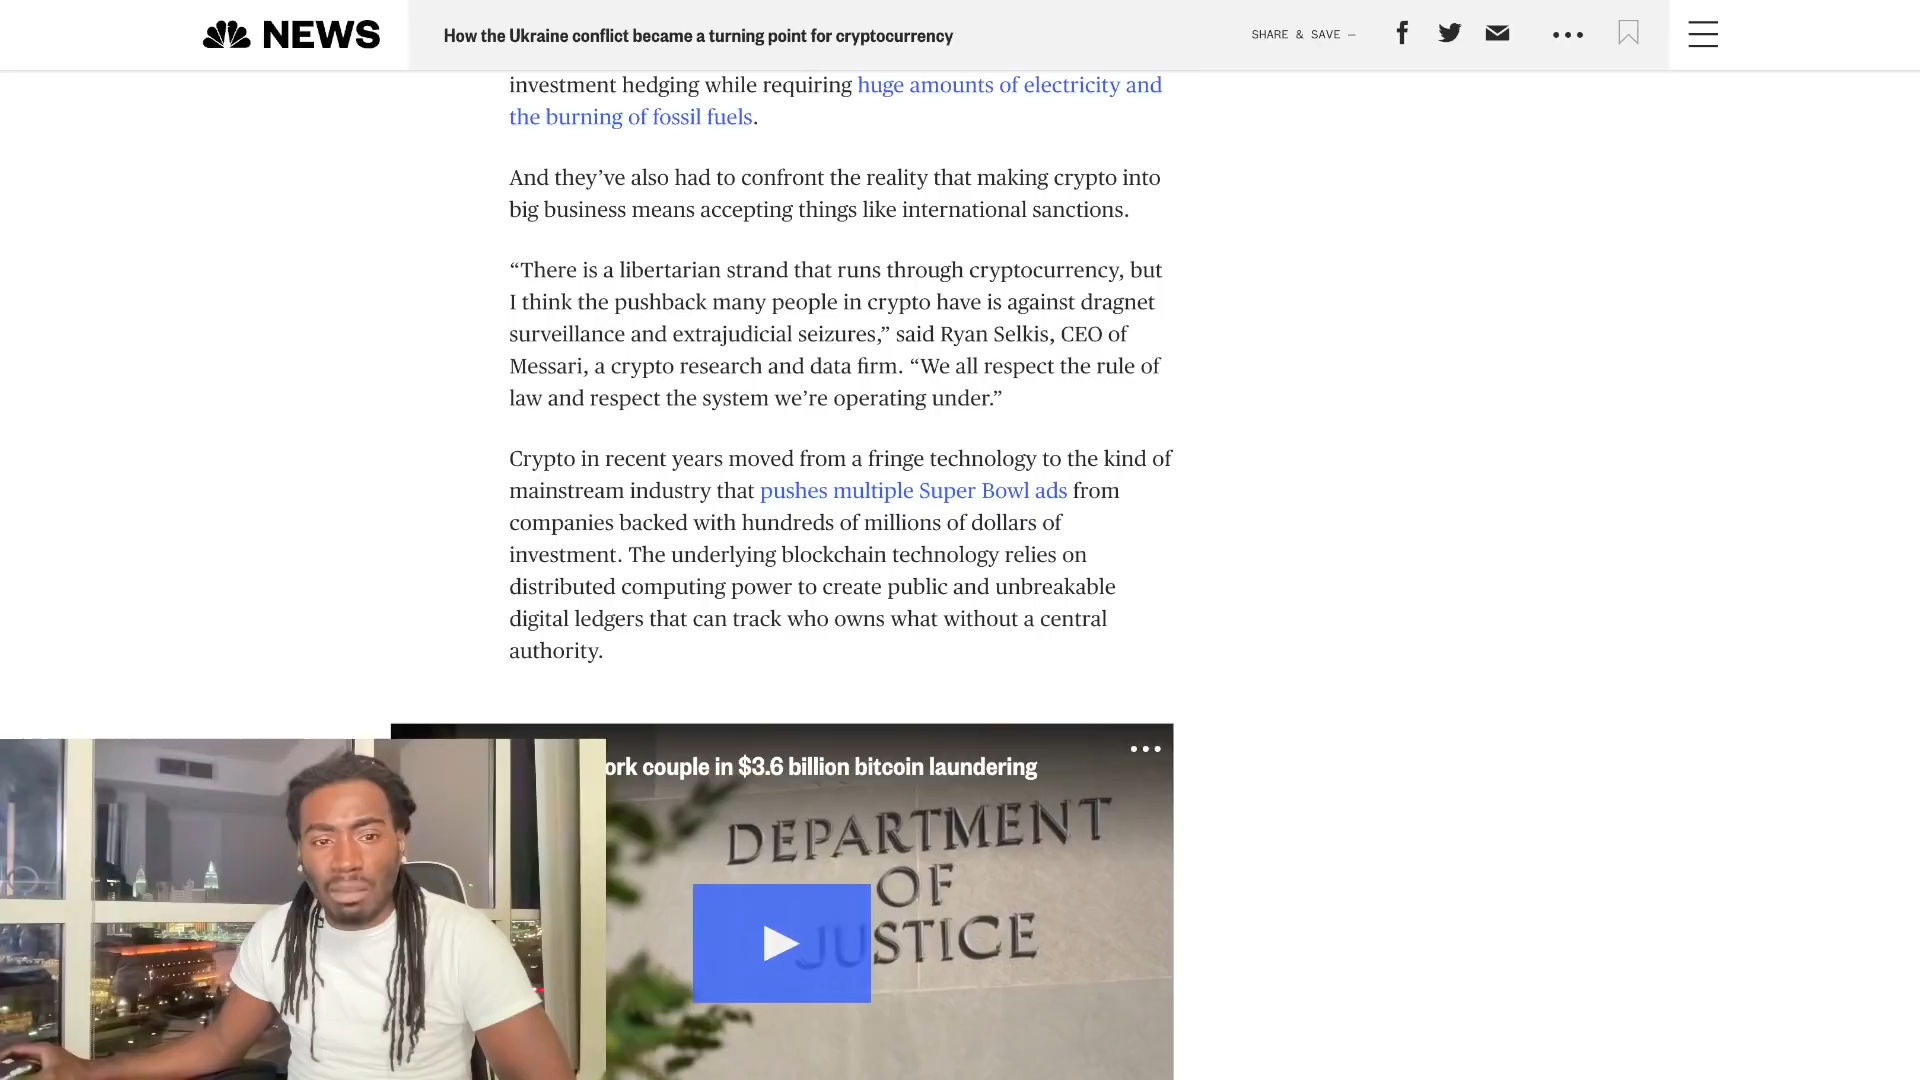 NEWS
How the Ukraine conflict became a turning point for cryptocurrency
SHARE & SAVE —
investment hedging while requiring huge amounts of electricity and
the burning of fossil fuels.
And they’ve also had to confront the reality that making crypto into
big business means accepting things like international sanctions.
“There is a libertarian strand that runs through cryptocurrency, but
I think the pushback many people in crypto have is against dragnet
surveillance and extrajudicial seizures,” said Ryan Selkis, CEO of
Messari, a crypto research and data firm. “We all respect the rule of
law and respect the system we’re operating under.”
Crypto in recent years moved from a fringe technology to the kind of
mainstream industry that pushes multiple Super Bowl ads from
companies backed with hundreds of millions of dollars of
investment. The underlying blockchain technology relies on
distributed computing power to create public and unbreakable
digital ledgers that can track who owns what without a central
authority.
ork couple in $3.6 billion bitcoin laundering
DEPARTMENT
OF
JUSTICE